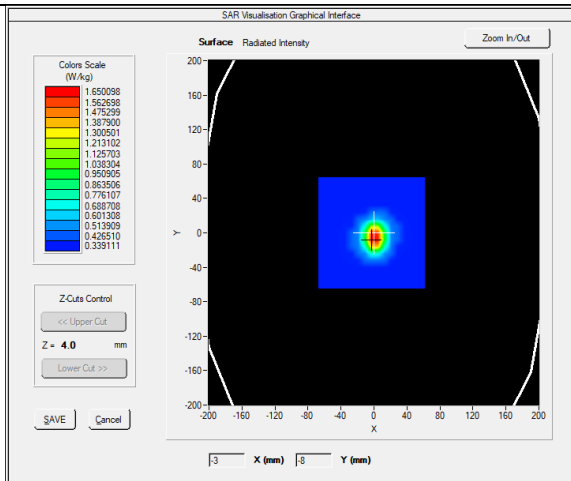 SAR Visualisation Graphical Interface
Surface Radiated Intensity
Zoom In/Out
Colors Scale
(W/kg)
1.650098
1.562698
1.475299
1.387900
1.300501
1.213102
1.125703
1.038304
0.950905
0.863506
0.776107
0.688708
0.601308
0.513909
0.426510
0.339111
Z-Cuts Control
<< Upper Cut
Z = 4.0 mm
Lower Cut >>
SAVE Cancel
200
160
120
80
40
0
-40
-80
-120
-160
-200
Y
-200 -160 -120 -80 -40 0 40 80 120 160 200
X
-3 X (mm) -8 Y (mm)